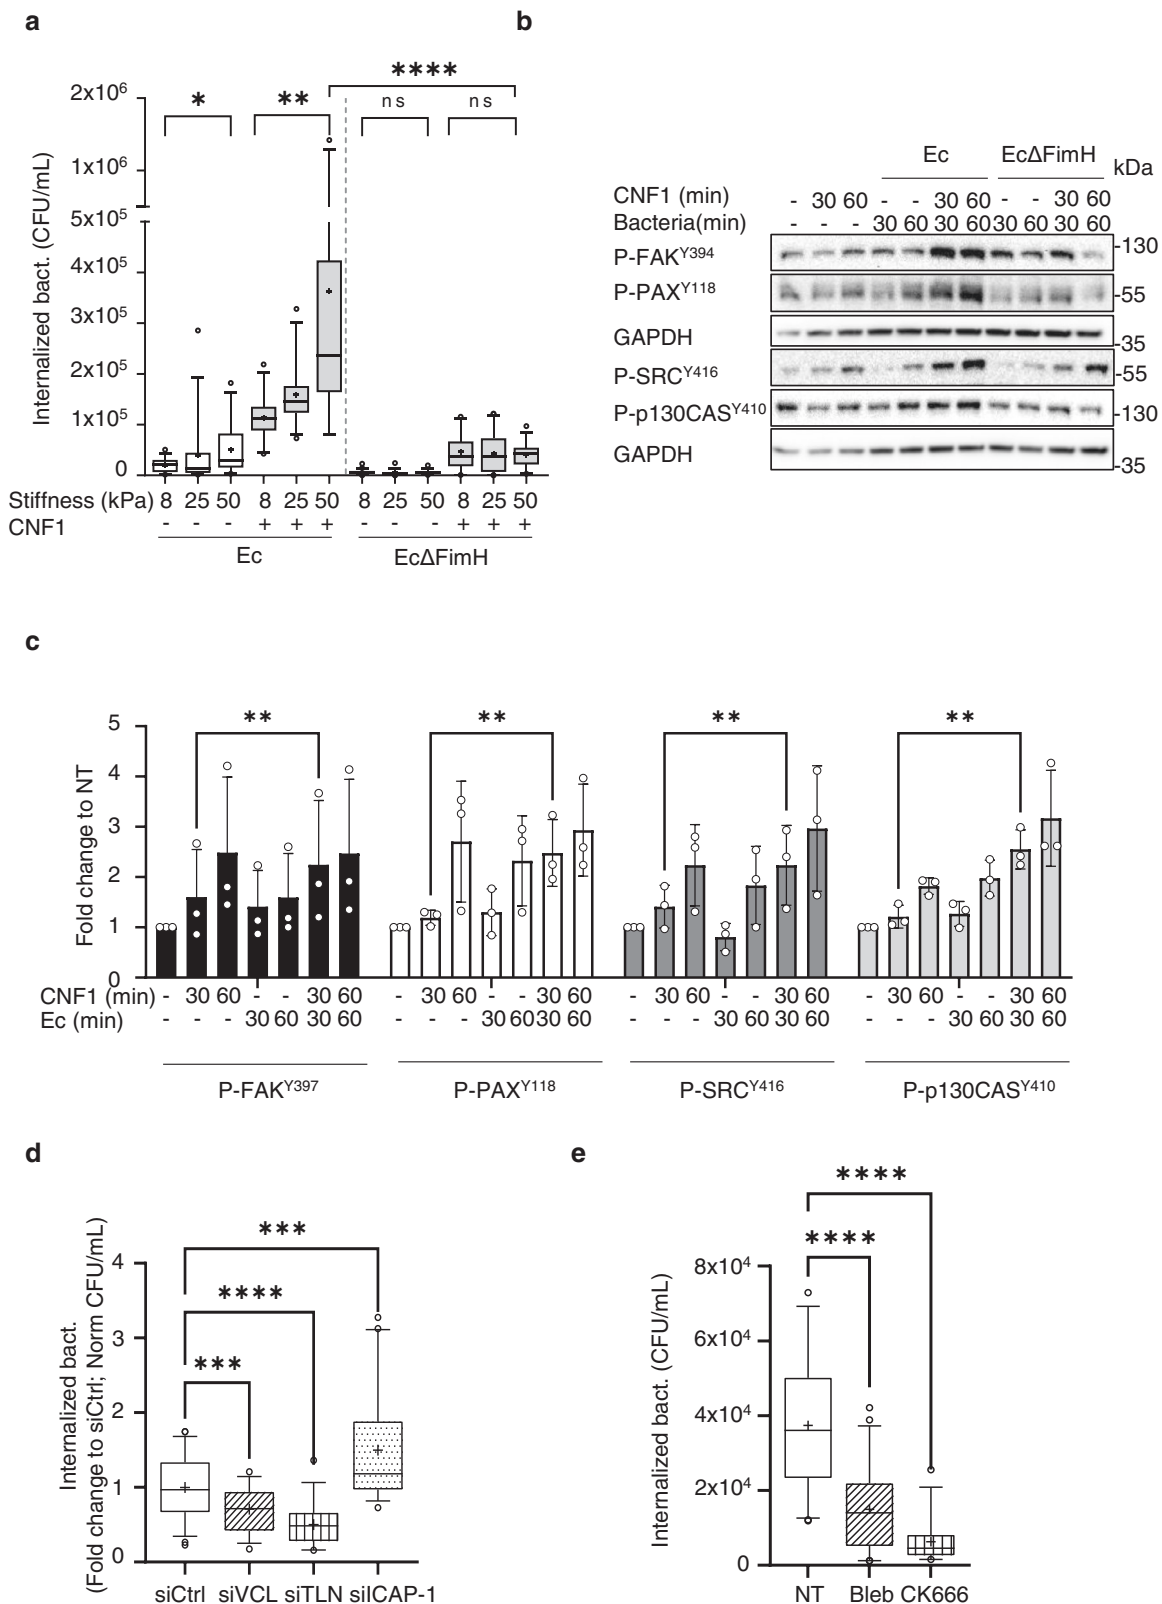 a
Internalized bact. (CFU/mL)
2x10⁶
1x10⁶
5x10⁵
4x10⁵
3x10⁵
2x10⁵
1x10⁵
0
* ** **** ns ns
Stiffness (kPa) 8 25 50 8 25 50 8 25 50 8 25 50
CNF1 - - - + + + - - - + + +
Ec EcΔFimH
b
Ec EcΔFimH kDa
CNF1 (min) - 30 60 - - 30 60 - - 30 60
Bacteria(min) - - - 30 60 30 60 30 60 30 60
P-FAKY394 -130
P-PAXY118 -55
GAPDH -35
P-SRCY416 -55
P-p130CASY410 -130
GAPDH -35
c
Fold change to NT
5
4
3
2
1
0
** ** ** **
CNF1 (min) - 30 60 - - 30 60 - 30 60 - - 30 60 - 30 60 - - 30 60 - 30 60 - - 30 60
Ec (min) - - - 30 60 30 60 - - - 30 60 30 60 - - - 30 60 30 60 - - - 30 60 30 60
P-FAKY397 P-PAXY118 P-SRCY416 P-p130CASY410
d
Internalized bact.
(Fold change to siCtrl; Norm CFU/mL)
4
3
2
1
0
***
****
***
siCtrl siVCL siTLN siICAP-1
e
Internalized bact. (CFU/mL)
8x10⁴
6x10⁴
4x10⁴
2x10⁴
0
****
****
NT Bleb CK666